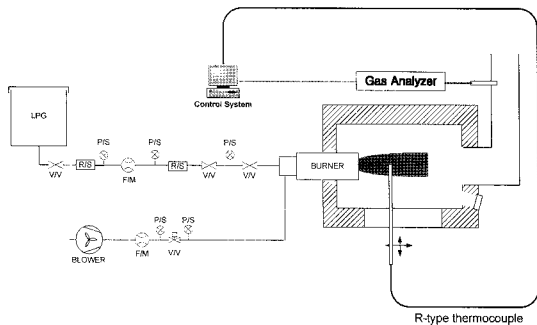 Gas Analyzer
Control System
LPG
P/S
P/S
P/S
R/S
R/S
V/V
F/M
V/V
V/V
BURNER
P/S
P/S
BLOWER
F/M
V/V
R-type thermocouple